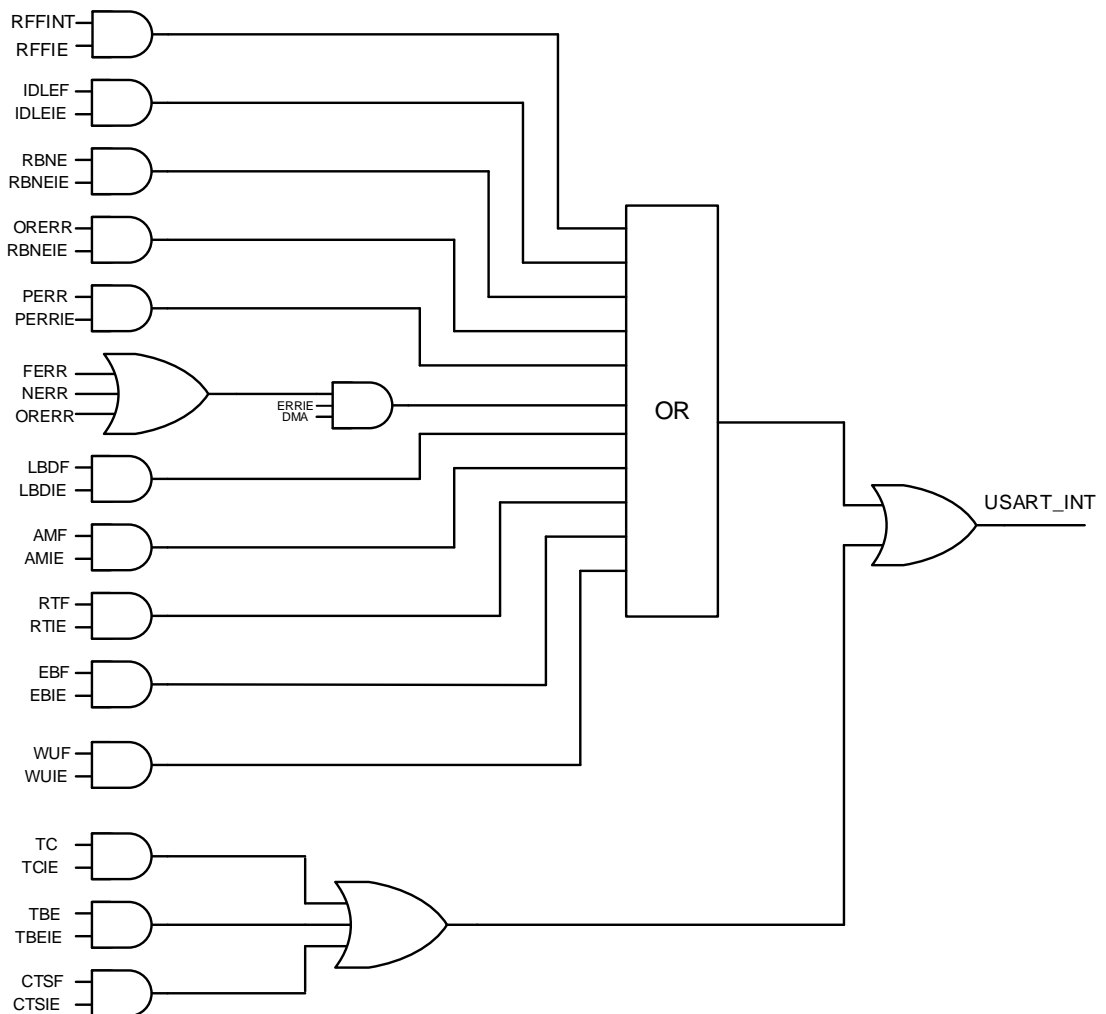 RFFINT
RFFIE
IDLEF
IDLEIE
RBNE
RBNEIE
ORERR
RBNEIE
PERR
PERRIE
FERR
NERR
ORERR
ERRIE
DMA
OR
LBDF
LBDIE
USART_INT
AMF
AMIE
RTF
RTIE
EBF
EBIE
WUF
WUIE
TC
TCIE
TBE
TBEIE
CTSF
CTSIE